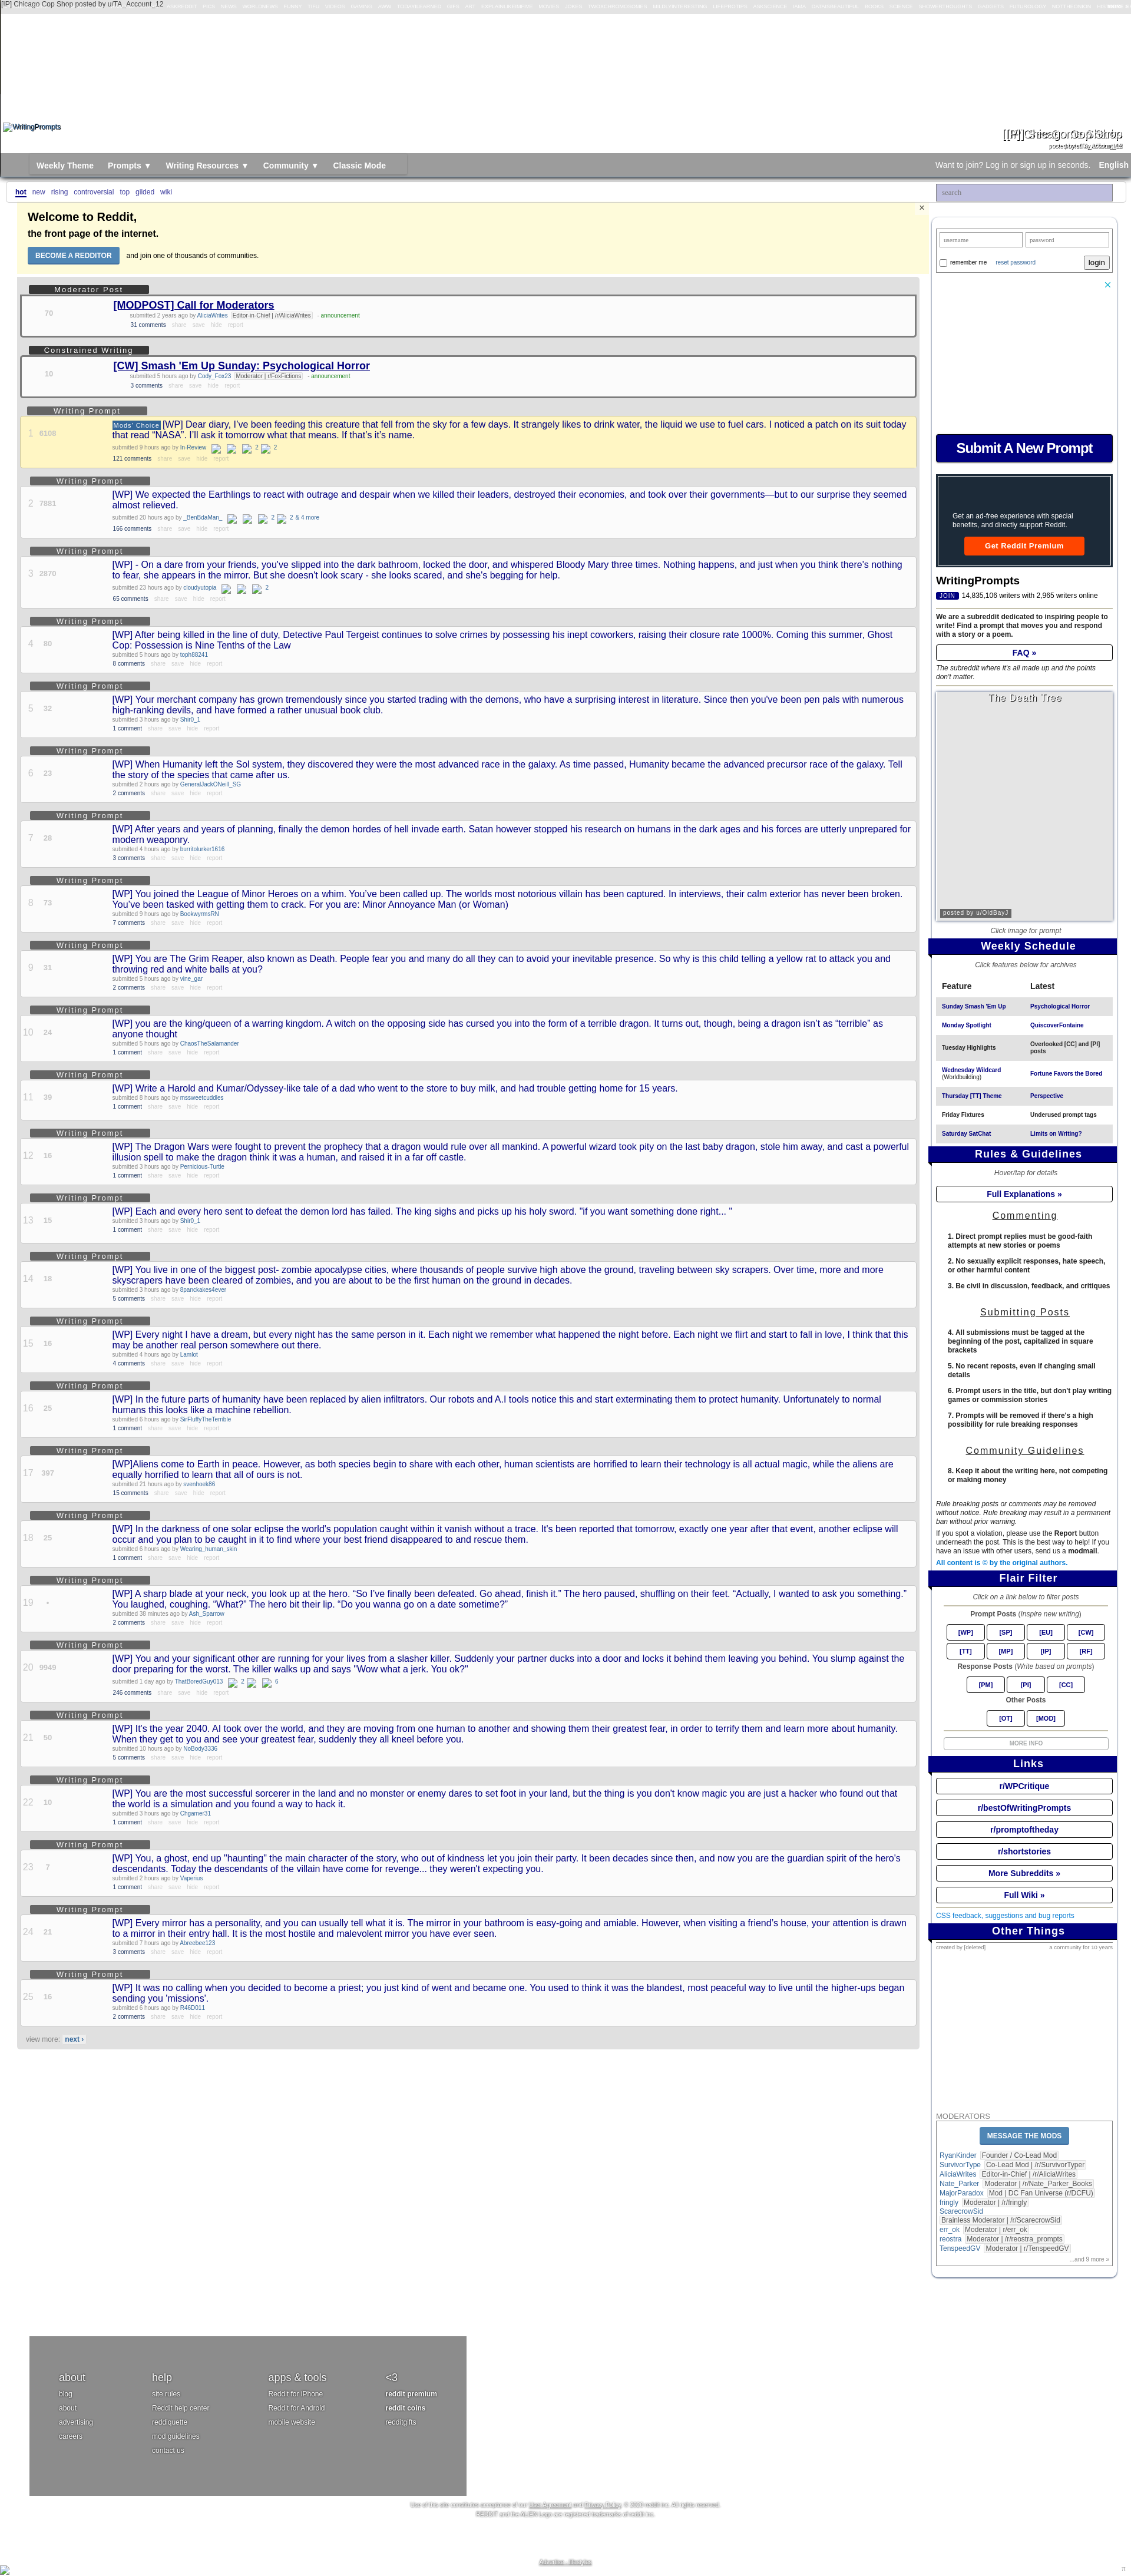 [IP] Chicago Cop Shop posted by u/TA_Account_12
WritingPrompts
[IP] Chicago Cop Shop
posted by u/TA_Account_12
Weekly Theme Prompts ▼ Writing Resources ▼ Community ▼ Classic Mode
Want to join? Log in or sign up in seconds. English
hot new rising controversial top gilded wiki
search
Welcome to Reddit,
the front page of the internet.
BECOME A REDDITOR and join one of thousands of communities.
×
Moderator Post
70
[MODPOST] Call for Moderators
submitted 2 years ago by AliciaWrites Editor-in-Chief | /r/AliciaWrites - announcement
31 comments share save hide report
Constrained Writing
10
[CW] Smash 'Em Up Sunday: Psychological Horror
submitted 5 hours ago by Cody_Fox23 Moderator | r/FoxFictions - announcement
3 comments share save hide report
Writing Prompt
1 6108
Mods' Choice [WP] Dear diary, I've been feeding this creature that fell from the sky for a few days. It strangely likes to drink water, the liquid we use to fuel cars. I noticed a patch on its suit today
that read "NASA". I'll ask it tomorrow what that means. If that's it's name.
submitted 9 hours ago by In-Review 2 2
121 comments share save hide report
Writing Prompt
2 7881
[WP] We expected the Earthlings to react with outrage and despair when we killed their leaders, destroyed their economies, and took over their governments—but to our surprise they seemed
almost relieved.
submitted 20 hours ago by _BenBdaMan_ 2 2 & 4 more
166 comments share save hide report
Writing Prompt
3 2870
[WP] - On a dare from your friends, you've slipped into the dark bathroom, locked the door, and whispered Bloody Mary three times. Nothing happens, and just when you think there's nothing
to fear, she appears in the mirror. But she doesn't look scary - she looks scared, and she's begging for help.
submitted 23 hours ago by cloudyutopia 2
65 comments share save hide report
Writing Prompt
4 80
[WP] After being killed in the line of duty, Detective Paul Tergeist continues to solve crimes by possessing his inept coworkers, raising their closure rate 1000%. Coming this summer, Ghost
Cop: Possession is Nine Tenths of the Law
submitted 5 hours ago by toph88241
8 comments share save hide report
Writing Prompt
5 32
[WP] Your merchant company has grown tremendously since you started trading with the demons, who have a surprising interest in literature. Since then you've been pen pals with numerous
high-ranking devils, and have formed a rather unusual book club.
submitted 3 hours ago by Shir0_1
1 comment share save hide report
Writing Prompt
6 23
[WP] When Humanity left the Sol system, they discovered they were the most advanced race in the galaxy. As time passed, Humanity became the advanced precursor race of the galaxy. Tell
the story of the species that came after us.
submitted 2 hours ago by GeneralJackONeill_SG
2 comments share save hide report
Writing Prompt
7 28
[WP] After years and years of planning, finally the demon hordes of hell invade earth. Satan however stopped his research on humans in the dark ages and his forces are utterly unprepared for
modern weaponry.
submitted 4 hours ago by burritolurker1616
3 comments share save hide report
Writing Prompt
8 73
[WP] You joined the League of Minor Heroes on a whim. You've been called up. The worlds most notorious villain has been captured. In interviews, their calm exterior has never been broken.
You've been tasked with getting them to crack. For you are: Minor Annoyance Man (or Woman)
submitted 9 hours ago by BookwyrmsRN
7 comments share save hide report
Writing Prompt
9 31
[WP] You are The Grim Reaper, also known as Death. People fear you and many do all they can to avoid your inevitable presence. So why is this child telling a yellow rat to attack you and
throwing red and white balls at you?
submitted 5 hours ago by vine_gar
2 comments share save hide report
Writing Prompt
10 24
[WP] you are the king/queen of a warring kingdom. A witch on the opposing side has cursed you into the form of a terrible dragon. It turns out, though, being a dragon isn't as "terrible" as
anyone thought
submitted 5 hours ago by ChaosTheSalamander
1 comment share save hide report
Writing Prompt
11 39
[WP] Write a Harold and Kumar/Odyssey-like tale of a dad who went to the store to buy milk, and had trouble getting home for 15 years.
submitted 8 hours ago by mssweetcuddles
1 comment share save hide report
Writing Prompt
12 16
[WP] The Dragon Wars were fought to prevent the prophecy that a dragon would rule over all mankind. A powerful wizard took pity on the last baby dragon, stole him away, and cast a powerful
illusion spell to make the dragon think it was a human, and raised it in a far off castle.
submitted 3 hours ago by Pernicious-Turtle
1 comment share save hide report
Writing Prompt
13 15
[WP] Each and every hero sent to defeat the demon lord has failed. The king sighs and picks up his holy sword. "if you want something done right... "
submitted 3 hours ago by Shir0_1
1 comment share save hide report
Writing Prompt
14 18
[WP] You live in one of the biggest post- zombie apocalypse cities, where thousands of people survive high above the ground, traveling between sky scrapers. Over time, more and more
skyscrapers have been cleared of zombies, and you are about to be the first human on the ground in decades.
submitted 3 hours ago by 8panckakes4ever
5 comments share save hide report
Writing Prompt
15 16
[WP] Every night I have a dream, but every night has the same person in it. Each night we remember what happened the night before. Each night we flirt and start to fall in love, I think that this
may be another real person somewhere out there.
submitted 4 hours ago by Lamlot
4 comments share save hide report
Writing Prompt
16 25
[WP] In the future parts of humanity have been replaced by alien infiltrators. Our robots and A.I tools notice this and start exterminating them to protect humanity. Unfortunately to normal
humans this looks like a machine rebellion.
submitted 6 hours ago by SirFluffyTheTerrible
1 comment share save hide report
Writing Prompt
17 397
[WP]Aliens come to Earth in peace. However, as both species begin to share with each other, human scientists are horrified to learn their technology is all actual magic, while the aliens are
equally horrified to learn that all of ours is not.
submitted 21 hours ago by svenhoek86
15 comments share save hide report
Writing Prompt
18 25
[WP] In the darkness of one solar eclipse the world's population caught within it vanish without a trace. It's been reported that tomorrow, exactly one year after that event, another eclipse will
occur and you plan to be caught in it to find where your best friend disappeared to and rescue them.
submitted 6 hours ago by Wearing_human_skin
1 comment share save hide report
Writing Prompt
19 •
[WP] A sharp blade at your neck, you look up at the hero. "So I've finally been defeated. Go ahead, finish it." The hero paused, shuffling on their feet. "Actually, I wanted to ask you something."
You laughed, coughing. "What?" The hero bit their lip. "Do you wanna go on a date sometime?"
submitted 38 minutes ago by Ash_Sparrow
2 comments share save hide report
Writing Prompt
20 9949
[WP] You and your significant other are running for your lives from a slasher killer. Suddenly your partner ducks into a door and locks it behind them leaving you behind. You slump against the
door preparing for the worst. The killer walks up and says "Wow what a jerk. You ok?"
submitted 1 day ago by ThatBoredGuy013 2 6
246 comments share save hide report
Writing Prompt
21 50
[WP] It's the year 2040. AI took over the world, and they are moving from one human to another and showing them their greatest fear, in order to terrify them and learn more about humanity.
When they get to you and see your greatest fear, suddenly they all kneel before you.
submitted 10 hours ago by NoBody3336
5 comments share save hide report
Writing Prompt
22 10
[WP] You are the most successful sorcerer in the land and no monster or enemy dares to set foot in your land, but the thing is you don't know magic you are just a hacker who found out that
the world is a simulation and you found a way to hack it.
submitted 3 hours ago by Chgamer31
1 comment share save hide report
Writing Prompt
23 7
[WP] You, a ghost, end up "haunting" the main character of the story, who out of kindness let you join their party. It been decades since then, and now you are the guardian spirit of the hero's
descendants. Today the descendants of the villain have come for revenge... they weren't expecting you.
submitted 2 hours ago by Vaperius
1 comment share save hide report
Writing Prompt
24 21
[WP] Every mirror has a personality, and you can usually tell what it is. The mirror in your bathroom is easy-going and amiable. However, when visiting a friend's house, your attention is drawn
to a mirror in their entry hall. It is the most hostile and malevolent mirror you have ever seen.
submitted 7 hours ago by Abreebee123
3 comments share save hide report
Writing Prompt
25 16
[WP] It was no calling when you decided to become a priest; you just kind of went and became one. You used to think it was the blandest, most peaceful way to live until the higher-ups began
sending you 'missions'.
submitted 6 hours ago by R46D011
2 comments share save hide report
view more: next ›
username password
remember me reset password login
Submit A New Prompt
Get an ad-free experience with special
benefits, and directly support Reddit.
Get Reddit Premium
WritingPrompts
JOIN 14,835,106 writers with 2,965 writers online
We are a subreddit dedicated to inspiring people to
write! Find a prompt that moves you and respond
with a story or a poem.
FAQ »
The subreddit where it's all made up and the points
don't matter.
The Death Tree
posted by u/OldBayJ
Click image for prompt
Weekly Schedule
Click features below for archives
Feature Latest
Sunday Smash 'Em Up Psychological Horror
Monday Spotlight QuiscoverFontaine
Tuesday Highlights Overlooked [CC] and [PI]
posts
Wednesday Wildcard
(Worldbuilding) Fortune Favors the Bored
Thursday [TT] Theme Perspective
Friday Fixtures Underused prompt tags
Saturday SatChat Limits on Writing?
Rules & Guidelines
Hover/tap for details
Full Explanations »
Commenting
1. Direct prompt replies must be good-faith
attempts at new stories or poems
2. No sexually explicit responses, hate speech,
or other harmful content
3. Be civil in discussion, feedback, and critiques
Submitting Posts
4. All submissions must be tagged at the
beginning of the post, capitalized in square
brackets
5. No recent reposts, even if changing small
details
6. Prompt users in the title, but don't play writing
games or commission stories
7. Prompts will be removed if there's a high
possibility for rule breaking responses
Community Guidelines
8. Keep it about the writing here, not competing
or making money
Rule breaking posts or comments may be removed
without notice. Rule breaking may result in a permanent
ban without prior warning.
If you spot a violation, please use the Report button
underneath the post. This is the best way to help! If you
have an issue with other users, send us a modmail.
All content is © by the original authors.
Flair Filter
Click on a link below to filter posts
Prompt Posts (Inspire new writing)
[WP] [SP] [EU] [CW]
[TT] [MP] [IP] [RF]
Response Posts (Write based on prompts)
[PM] [PI] [CC]
Other Posts
[OT] [MOD]
MORE INFO
Links
r/WPCritique
r/bestOfWritingPrompts
r/promptoftheday
r/shortstories
More Subreddits »
Full Wiki »
CSS feedback, suggestions and bug reports
Other Things
created by [deleted] a community for 10 years
MODERATORS
MESSAGE THE MODS
RyanKinder Founder / Co-Lead Mod
SurvivorType Co-Lead Mod | /r/SurvivorTyper
AliciaWrites Editor-in-Chief | /r/AliciaWrites
Nate_Parker Moderator | /r/Nate_Parker_Books
MajorParadox Mod | DC Fan Universe (r/DCFU)
fringly Moderator | /r/fringly
ScarecrowSid
Brainless Moderator | /r/ScarecrowSid
err_ok Moderator | r/err_ok
reostra Moderator | /r/reostra_prompts
TenspeedGV Moderator | r/TenspeedGV
...and 9 more »
about help apps & tools <3
blog site rules Reddit for iPhone reddit premium
about Reddit help center Reddit for Android reddit coins
advertising reddiquette mobile website redditgifts
careers mod guidelines
contact us
Use of this site constitutes acceptance of our User Agreement and Privacy Policy. © 2020 reddit inc. All rights reserved.
REDDIT and the ALIEN Logo are registered trademarks of reddit inc.
π